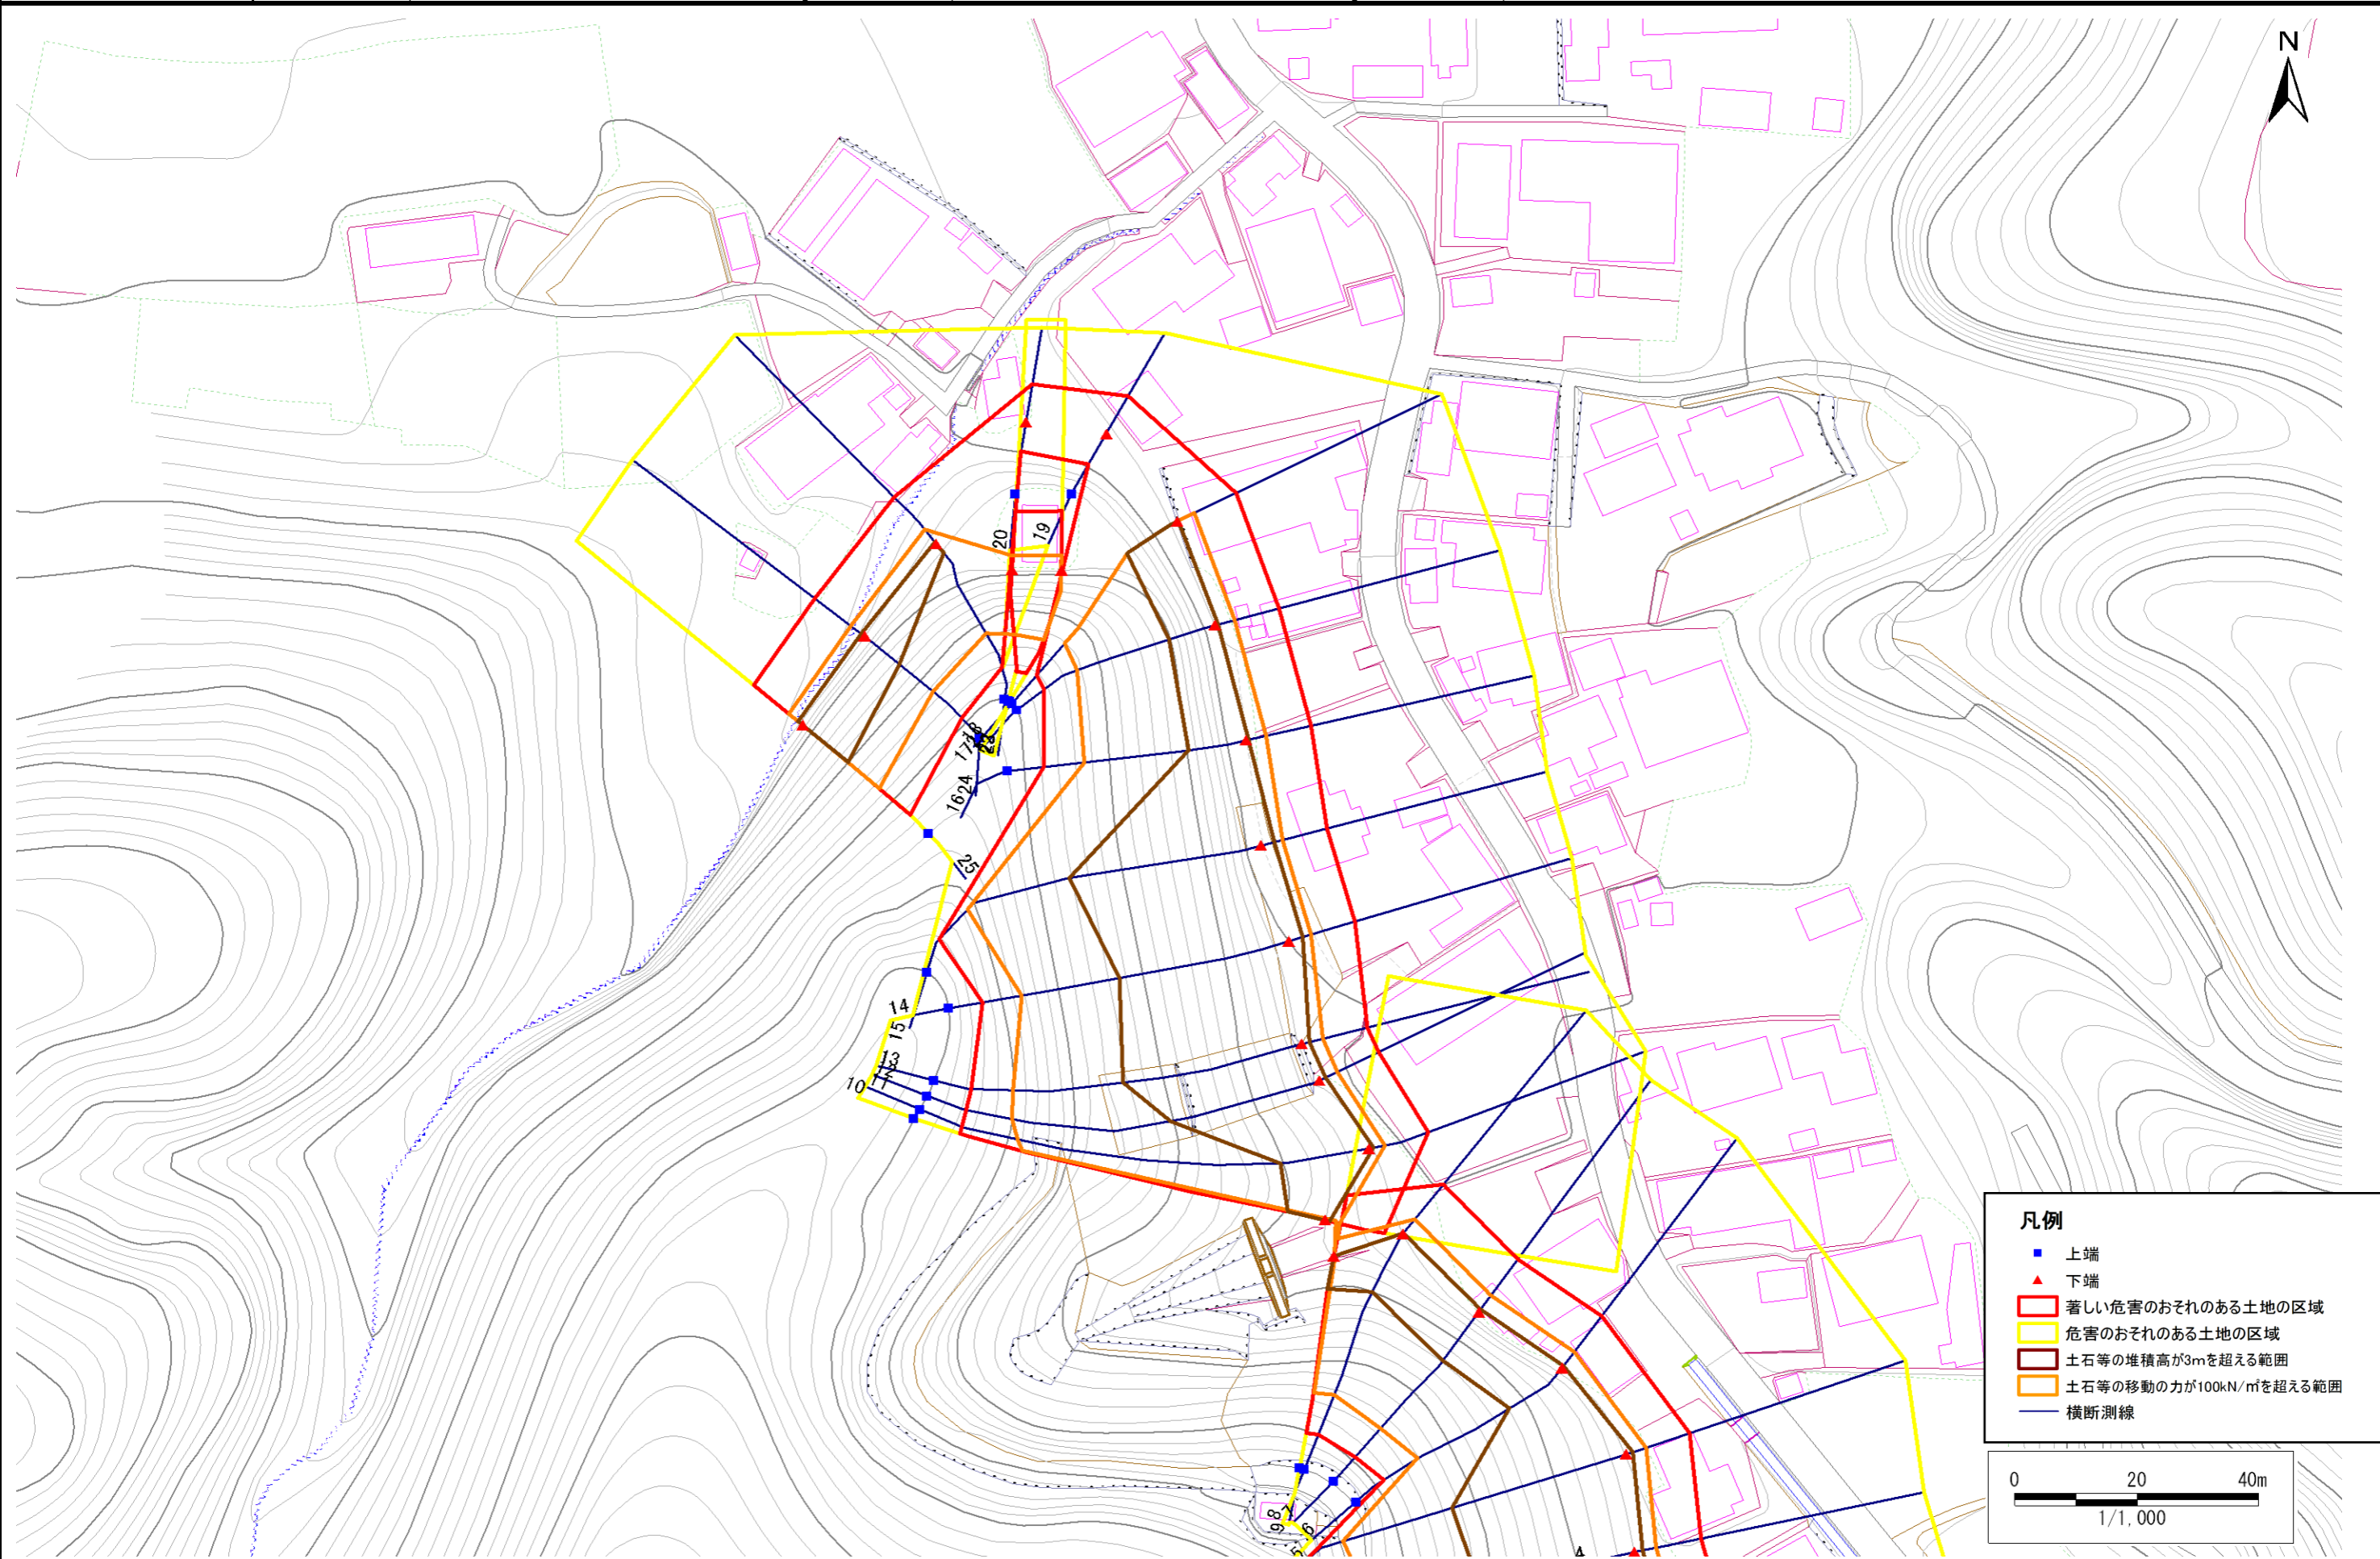 N
20
19
18
17
23
24
16
25
14
15
13
12
11
10
凡例
上端
下端
著しい危害のおそれのある土地の区域
危害のおそれのある土地の区域
土石等の堆積高が3mを超える範囲
土石等の移動の力が100kN/㎡を超える範囲
横断測線
0 20 40m
1/1,000
8
7
9
6
5
4